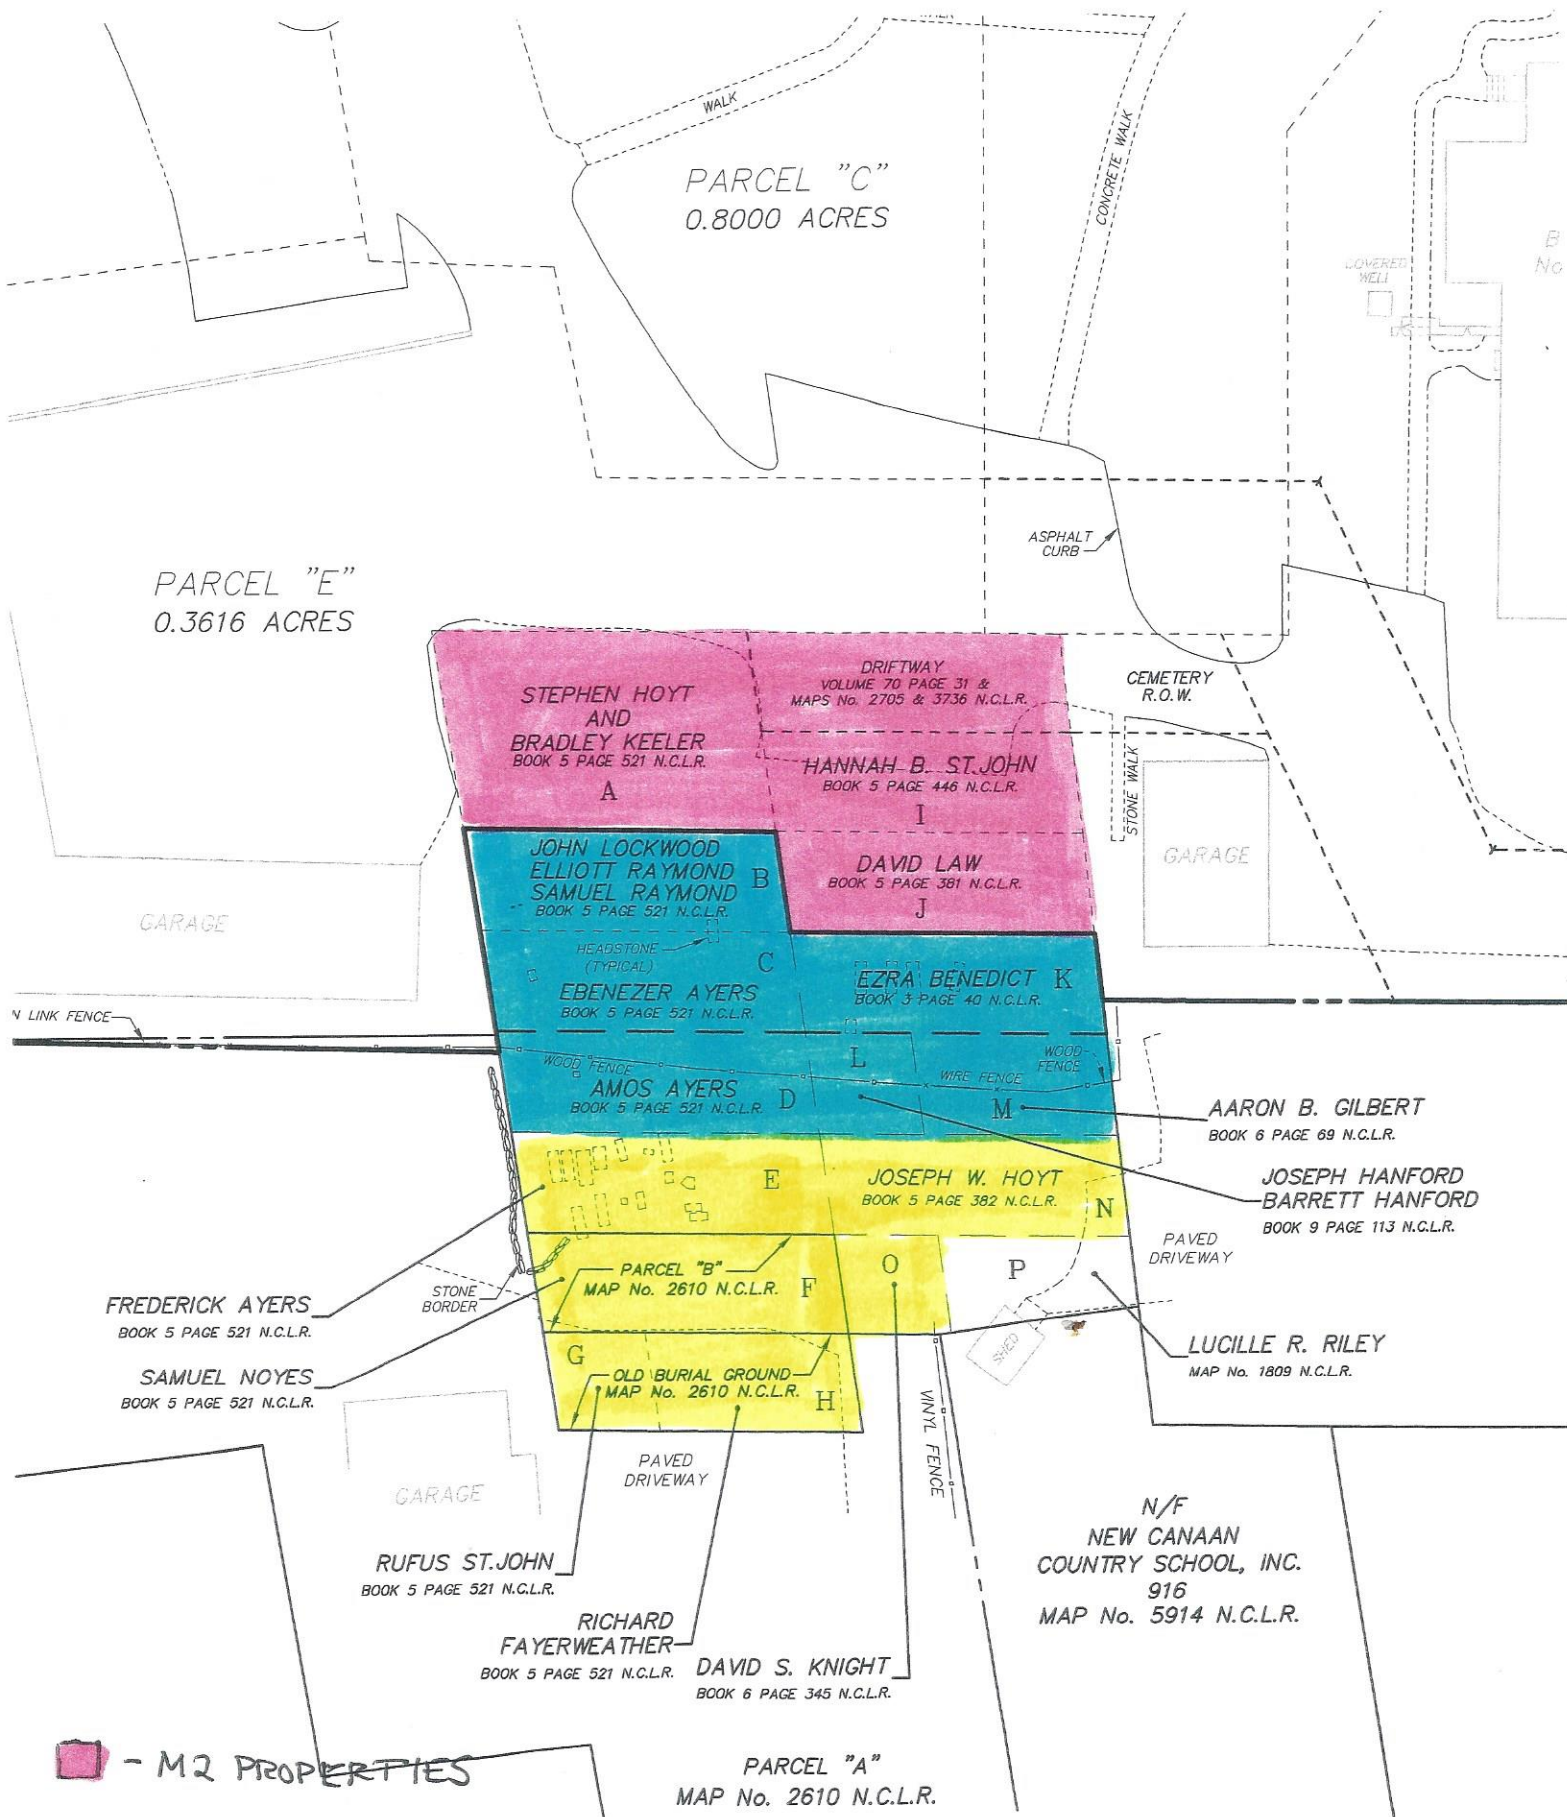 WALK
CONCRETE WALK
PARCEL "C"
0.8000 ACRES
COVERED
WELL
B
No
ASPHALT
CURB
PARCEL "E"
0.3616 ACRES
CEMETERY
R.O.W.
STEPHEN HOYT
AND
BRADLEY KEELER
BOOK 5 PAGE 521 N.C.L.R.
A
DRIFTWAY
VOLUME 70 PAGE 31 &
MAPS No. 2705 & 3736 N.C.L.R.
HANNAH B. ST.JOHN
BOOK 5 PAGE 446 N.C.L.R.
I
STONE WALK
GARAGE
JOHN LOCKWOOD
ELLIOTT RAYMOND
SAMUEL RAYMOND
BOOK 5 PAGE 521 N.C.L.R.
B
DAVID LAW
BOOK 5 PAGE 381 N.C.L.R.
J
GARAGE
HEADSTONE
(TYPICAL)
C
EBENEZER AYERS
BOOK 5 PAGE 521 N.C.L.R.
EZRA BENEDICT
BOOK 3 PAGE 40 N.C.L.R.
K
N LINK FENCE
WOOD FENCE
L
WIRE FENCE
WOOD
FENCE
AMOS AYERS
BOOK 5 PAGE 521 N.C.L.R.
D
M
AARON B. GILBERT
BOOK 6 PAGE 69 N.C.L.R.
JOSEPH HANFORD
BARRETT HANFORD
BOOK 9 PAGE 113 N.C.L.R.
E
JOSEPH W. HOYT
BOOK 5 PAGE 382 N.C.L.R.
N
PAVED
DRIVEWAY
PARCEL "B"
MAP No. 2610 N.C.L.R.
F
O
P
STONE
BORDER
FREDERICK AYERS
BOOK 5 PAGE 521 N.C.L.R.
SHED
LUCILLE R. RILEY
MAP No. 1809 N.C.L.R.
SAMUEL NOYES
BOOK 5 PAGE 521 N.C.L.R.
G
OLD BURIAL GROUND
MAP No. 2610 N.C.L.R.
H
VINYL FENCE
PAVED
DRIVEWAY
GARAGE
N/F
NEW CANAAN
COUNTRY SCHOOL, INC.
916
MAP No. 5914 N.C.L.R.
RUFUS ST.JOHN
BOOK 5 PAGE 521 N.C.L.R.
RICHARD
FAYERWEATHER
BOOK 5 PAGE 521 N.C.L.R.
DAVID S. KNIGHT
BOOK 6 PAGE 345 N.C.L.R.
- M2 PROPERTIES
PARCEL "A"
MAP No. 2610 N.C.L.R.